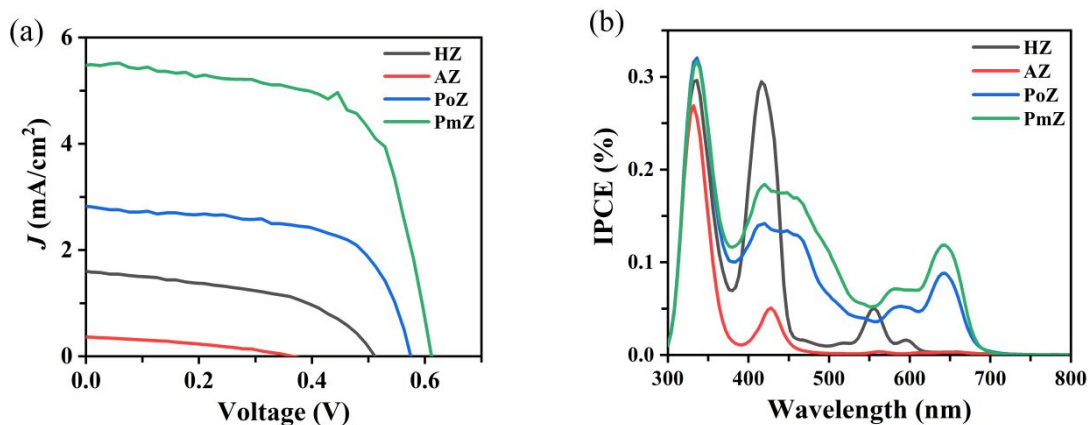 (a)
6
4
2
0
J (mA/cm²)
HZ
AZ
PoZ
PmZ
0.0 0.2 0.4 0.6
Voltage (V)
(b)
0.3
0.2
0.1
0.0
IPCE (%)
HZ
AZ
PoZ
PmZ
300 400 500 600 700 800
Wavelength (nm)